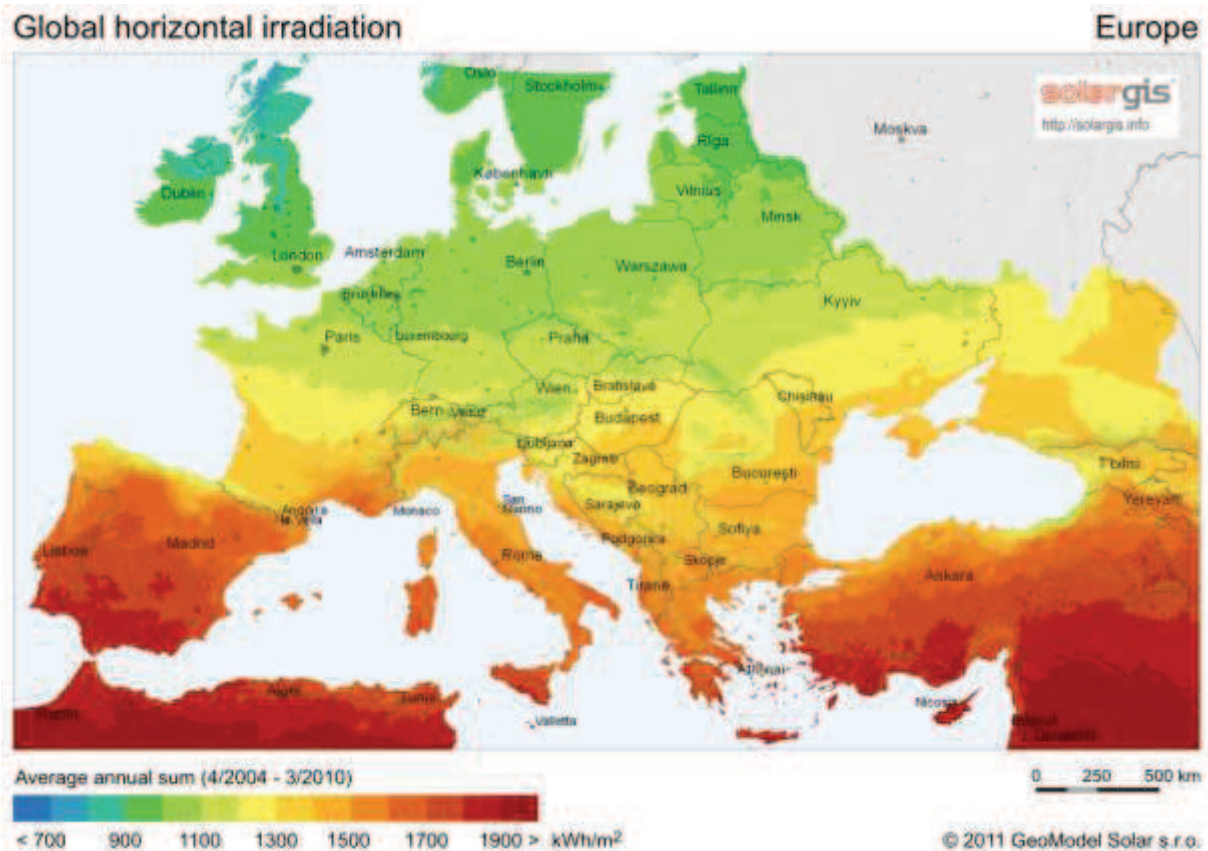 Global horizontal irradiation
Europe
solargis
http://solargis.info
Oslo
Stockholm
Tallinn
Moskva
Rīga
København
Dublin
Vilnius
Minsk
London
Amsterdam
Berlin
Warszawa
Bruxelles
Kyyiv
Paris
Luxembourg
Praha
Wien
Bratislava
Chisinau
Bern
Vaduz
Budapest
Ljubljana
Zagreb
Bucureşti
T'bilisi
Beograd
Yerevan
Andorra
la Vella
Monaco
San
Marino
Sarajevo
Sofiya
Lisboa
Madrid
Roma
Podgorica
Skopje
Tirane
Ankara
Athinai
Alger
Tunis
Nicosia
Rabat
Valletta
Average annual sum (4/2004 - 3/2010)
0 250 500 km
< 700 900 1100 1300 1500 1700 1900 > kWh/m²
© 2011 GeoModel Solar s.r.o.